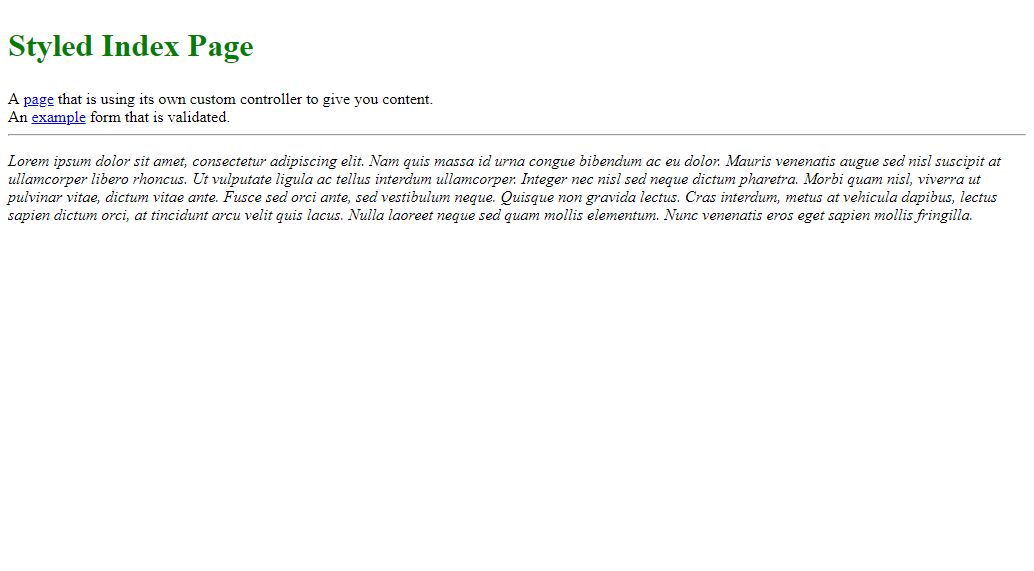 Styled Index Page
A page that is using its own custom controller to give you content.
An example form that is validated.
Lorem ipsum dolor sit amet, consectetur adipiscing elit. Nam quis massa id urna congue bibendum ac eu dolor. Mauris venenatis augue sed nisl suscipit at
ullamcorper libero rhoncus. Ut vulputate ligula ac tellus interdum ullamcorper. Integer nec nisl sed neque dictum pharetra. Morbi quam nisl, viverra ut
pulvinar vitae, dictum vitae ante. Fusce sed orci ante, sed vestibulum neque. Quisque non gravida lectus. Cras interdum, metus at vehicula dapibus, lectus
sapien dictum orci, at tincidunt arcu velit quis lacus. Nulla laoreet neque sed quam mollis elementum. Nunc venenatis eros eget sapien mollis fringilla.